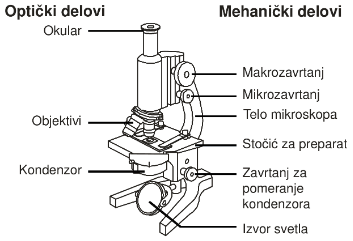 Optički delovi
Mehanički delovi
Okular
Objektivi
Kondenzor
Makrozavrtanj
Mikrozavrtanj
Telo mikroskopa
Stočić za preparat
Zavrtanj za
pomeranje
kondenzora
Izvor svetla